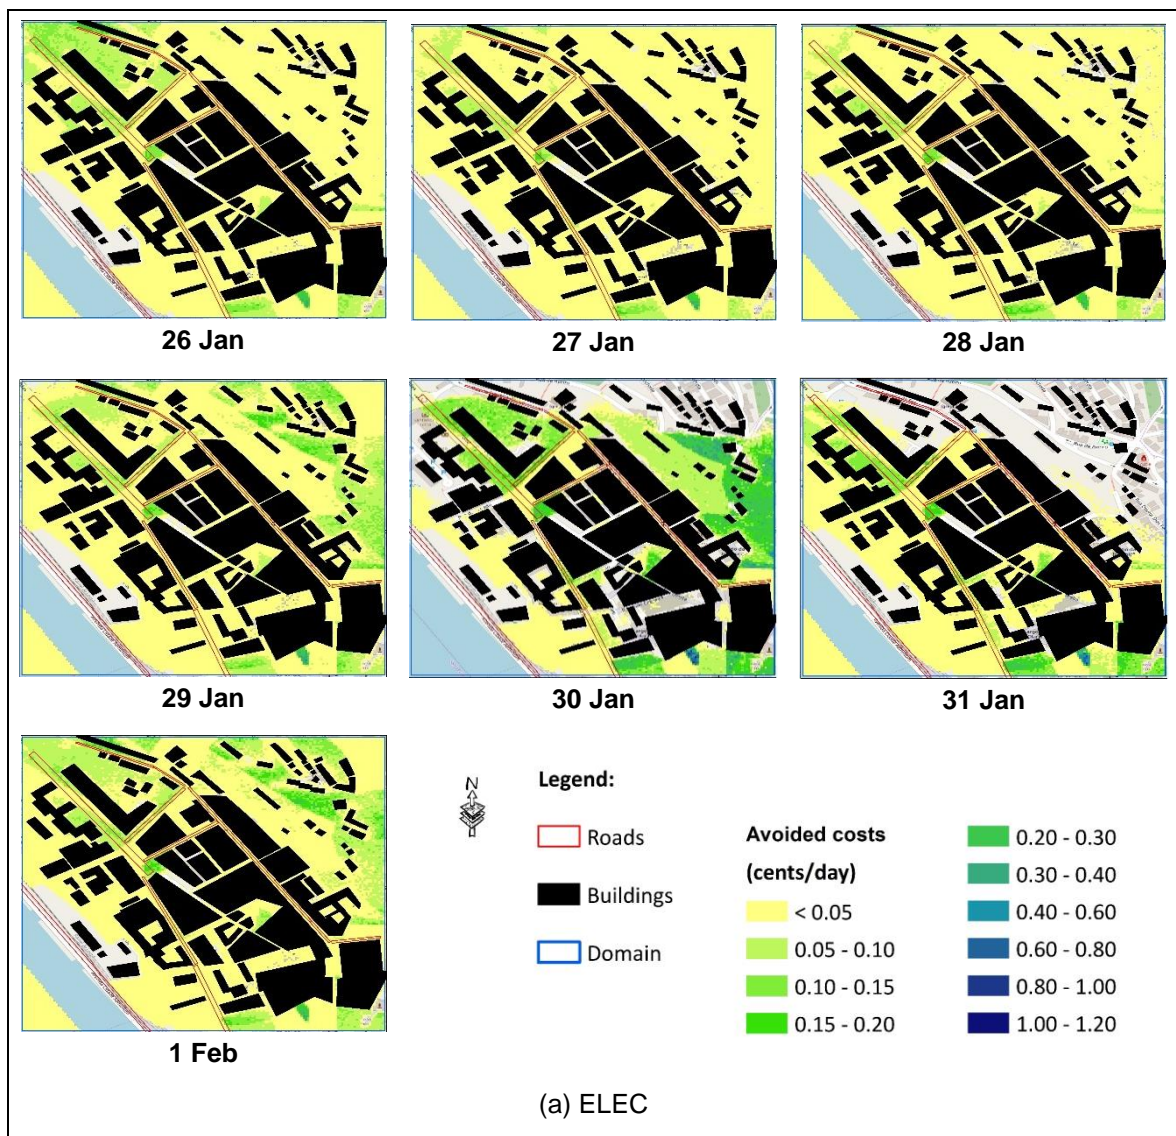 26 Jan
27 Jan
28 Jan
29 Jan
30 Jan
31 Jan
1 Feb
N
Legend:
Roads
Buildings
Domain
Avoided costs
(cents/day)
< 0.05
0.05 - 0.10
0.10 - 0.15
0.15 - 0.20
0.20 - 0.30
0.30 - 0.40
0.40 - 0.60
0.60 - 0.80
0.80 - 1.00
1.00 - 1.20
(a) ELEC